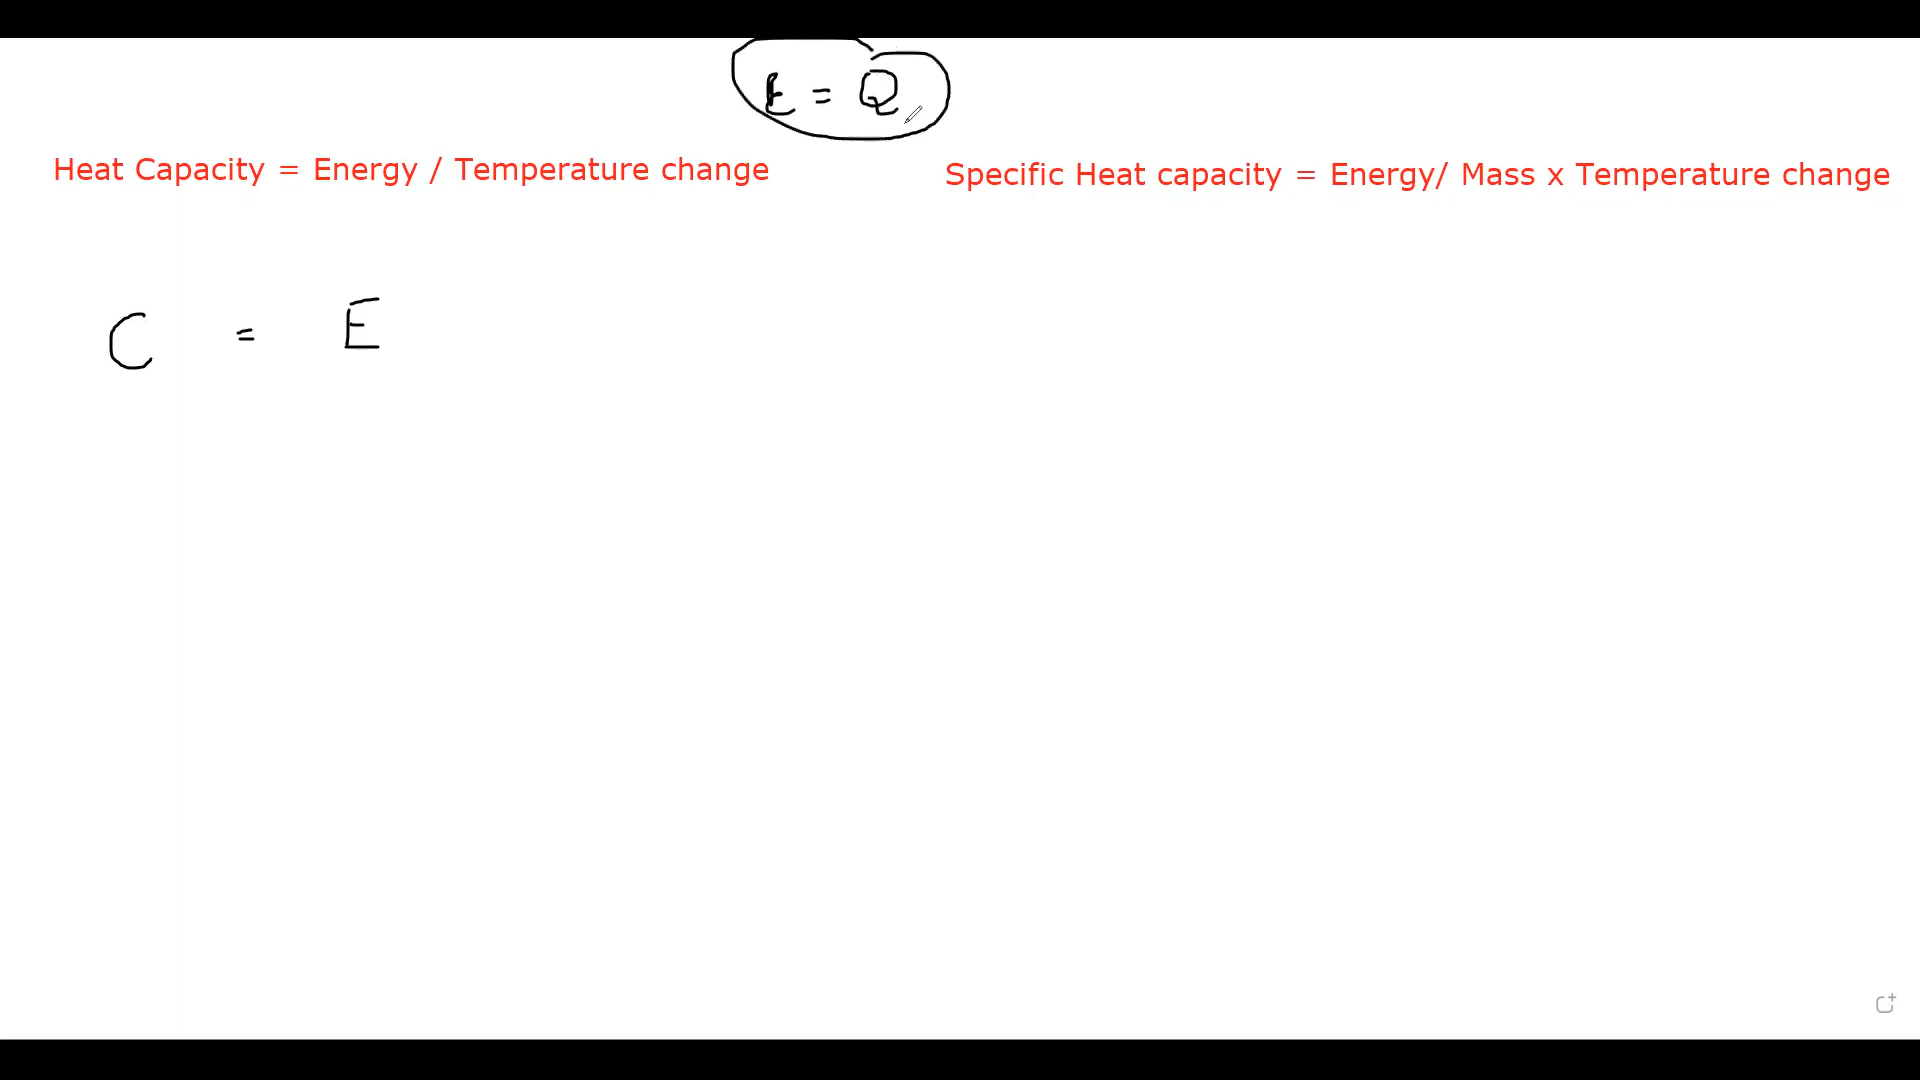 E = Q
Heat Capacity = Energy / Temperature change
Specific Heat capacity = Energy/ Mass x Temperature change
C = E